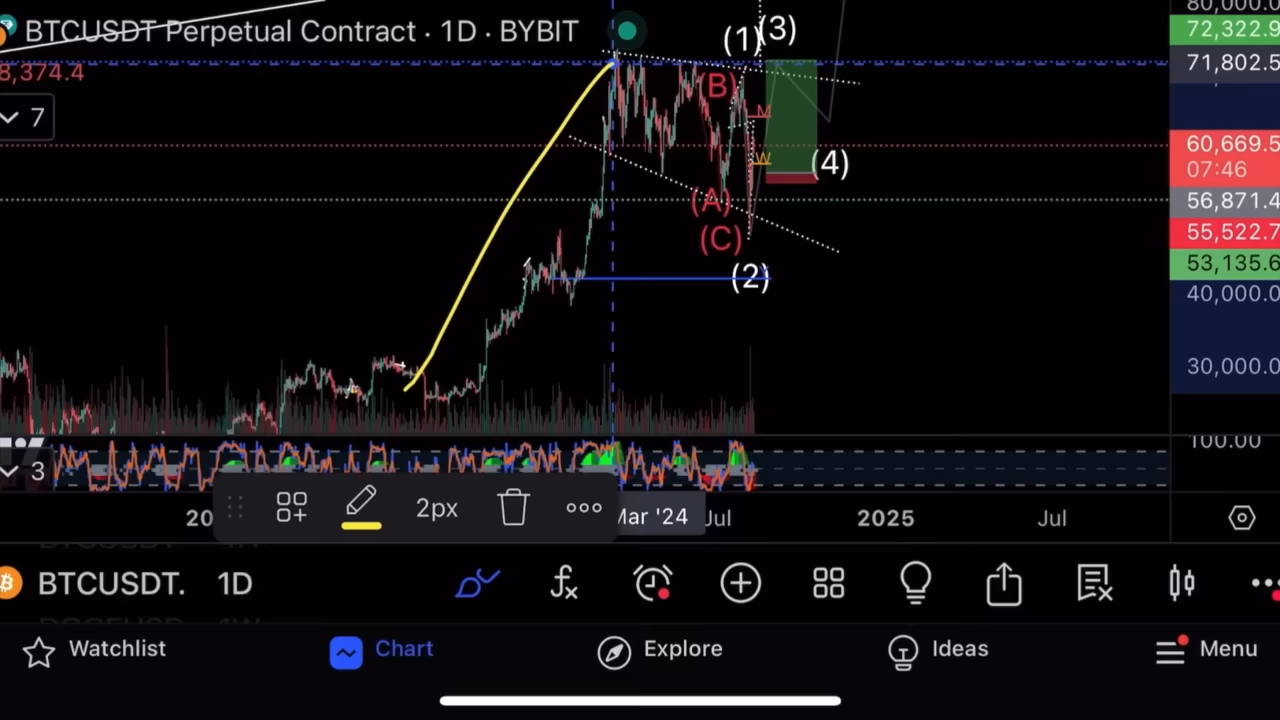 80,000.0
BTCUSDT Perpetual Contract · 1D · BYBIT
72,322.9
(1)
(3)
71,802.5
8,374.4
(B)
7
M
60,669.5
W
(4)
07:46
(A)
56,871.4
(C)
55,522.7
(2)
53,135.6
40,000.0
30,000.0
100.00
3
20
2px
Mar '24
Jul
2025
Jul
BTCUSDT.
1D
Watchlist
Chart
Explore
Ideas
Menu